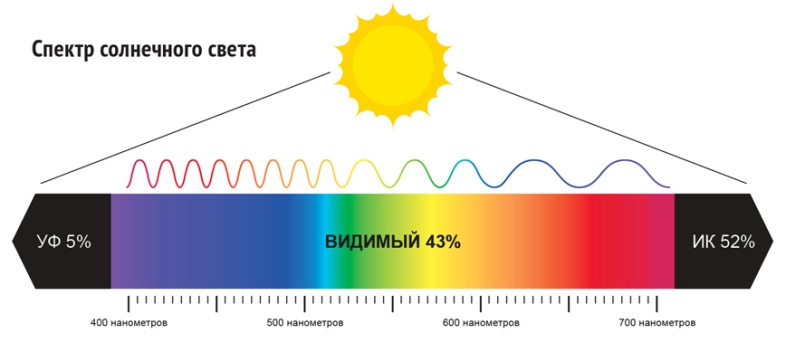 Спектр солнечного света
УФ 5%
ВИДИМЫЙ 43%
ИК 52%
400 нанометров
500 нанометров
600 нанометров
700 нанометров